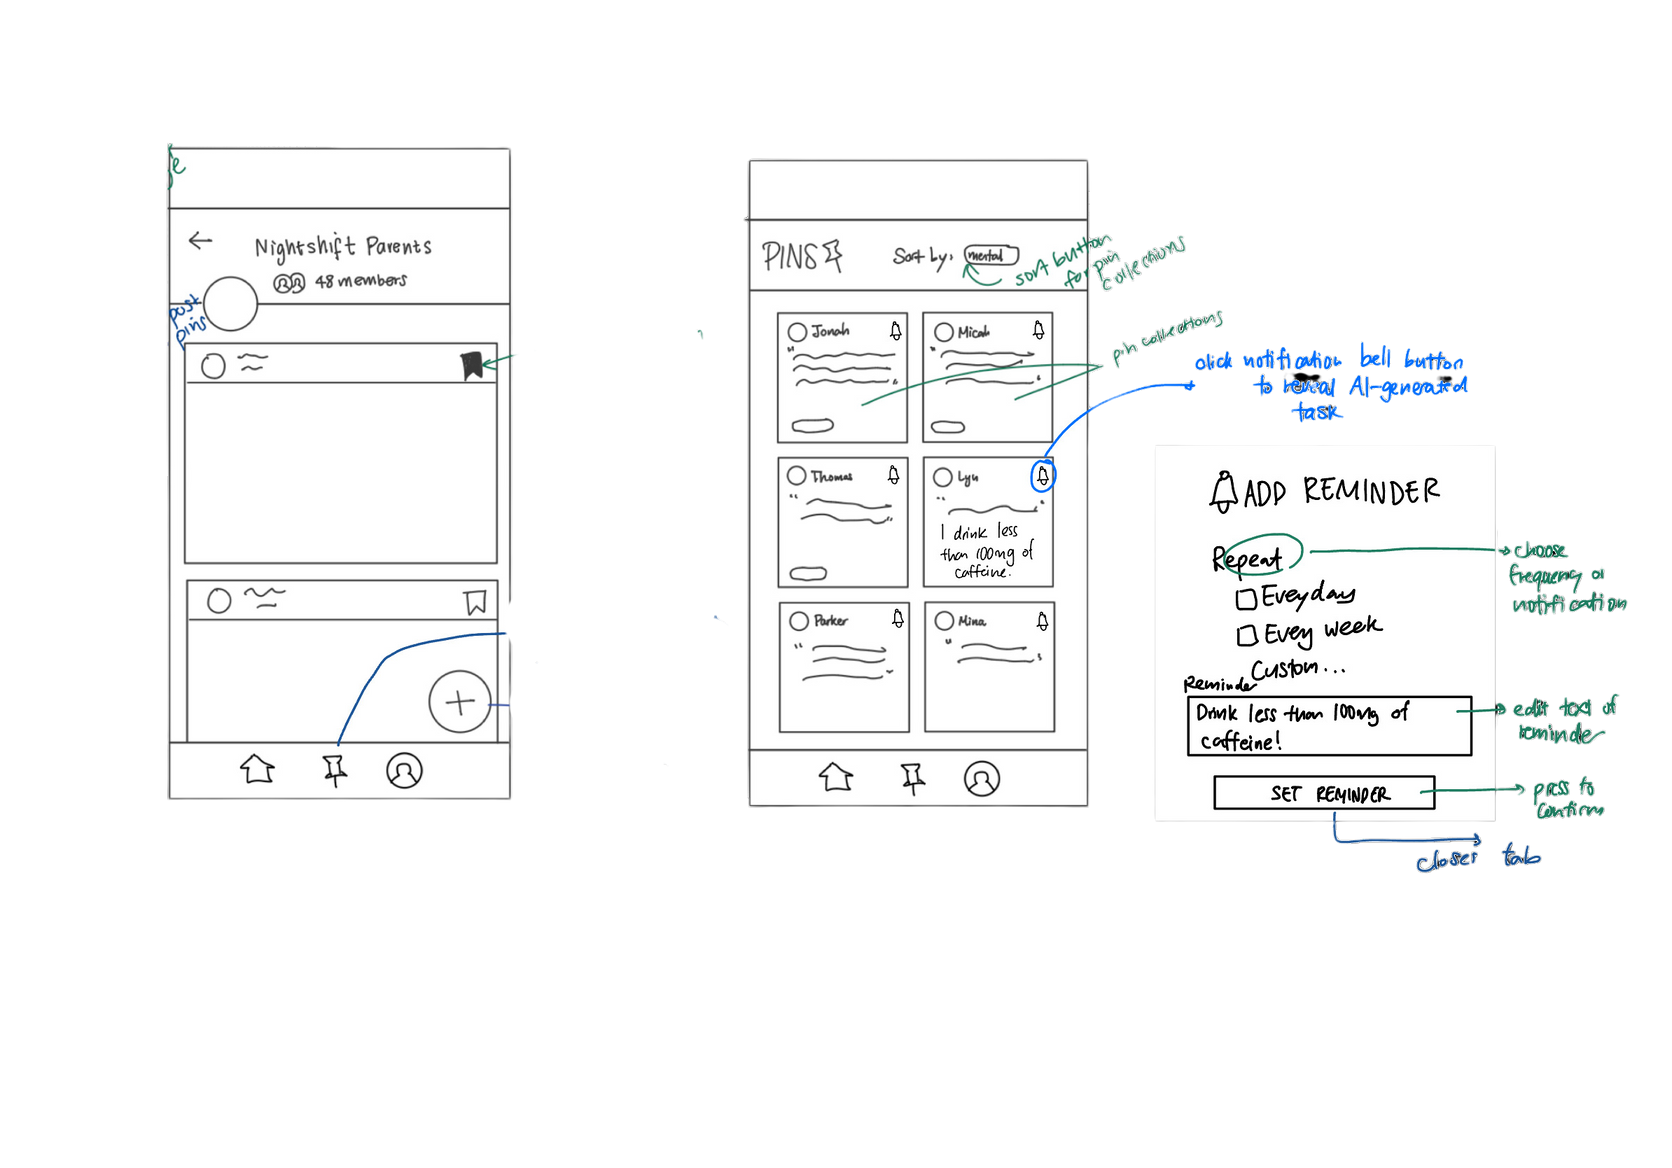 Nightshift Parents
48 members
post
pins
PINS
Sort by: mental
sort button
for pin
collections
Jonah
Micah
pin collections
click notification bell button
to reveal AI-generated
task
Thomas
Lyn
I drink less
than 100mg of
caffeine.
Parker
Mina
ADD REMINDER
Repeat
choose
frequency of
notification
Everyday
Every week
Custom...
Reminder
Drink less than 100mg of
caffeine!
edit text of
reminder
SET REMINDER
press to
confirm
closes tab